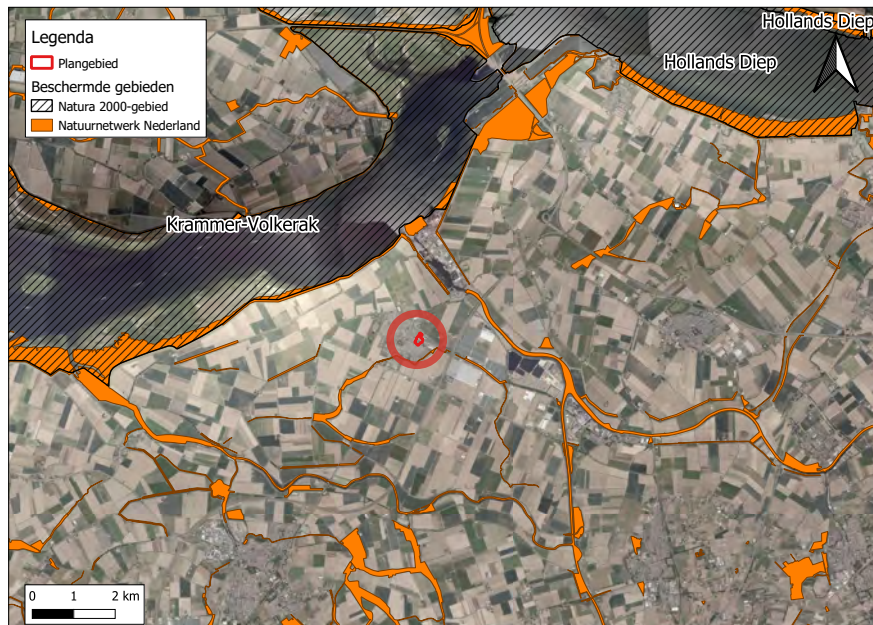 Legenda
Plangebied
Beschermde gebieden
Natura 2000-gebied
Natuurnetwerk Nederland
Hollands Diep
Hollands Diep
Krammer-Volkerak
0 1 2 km